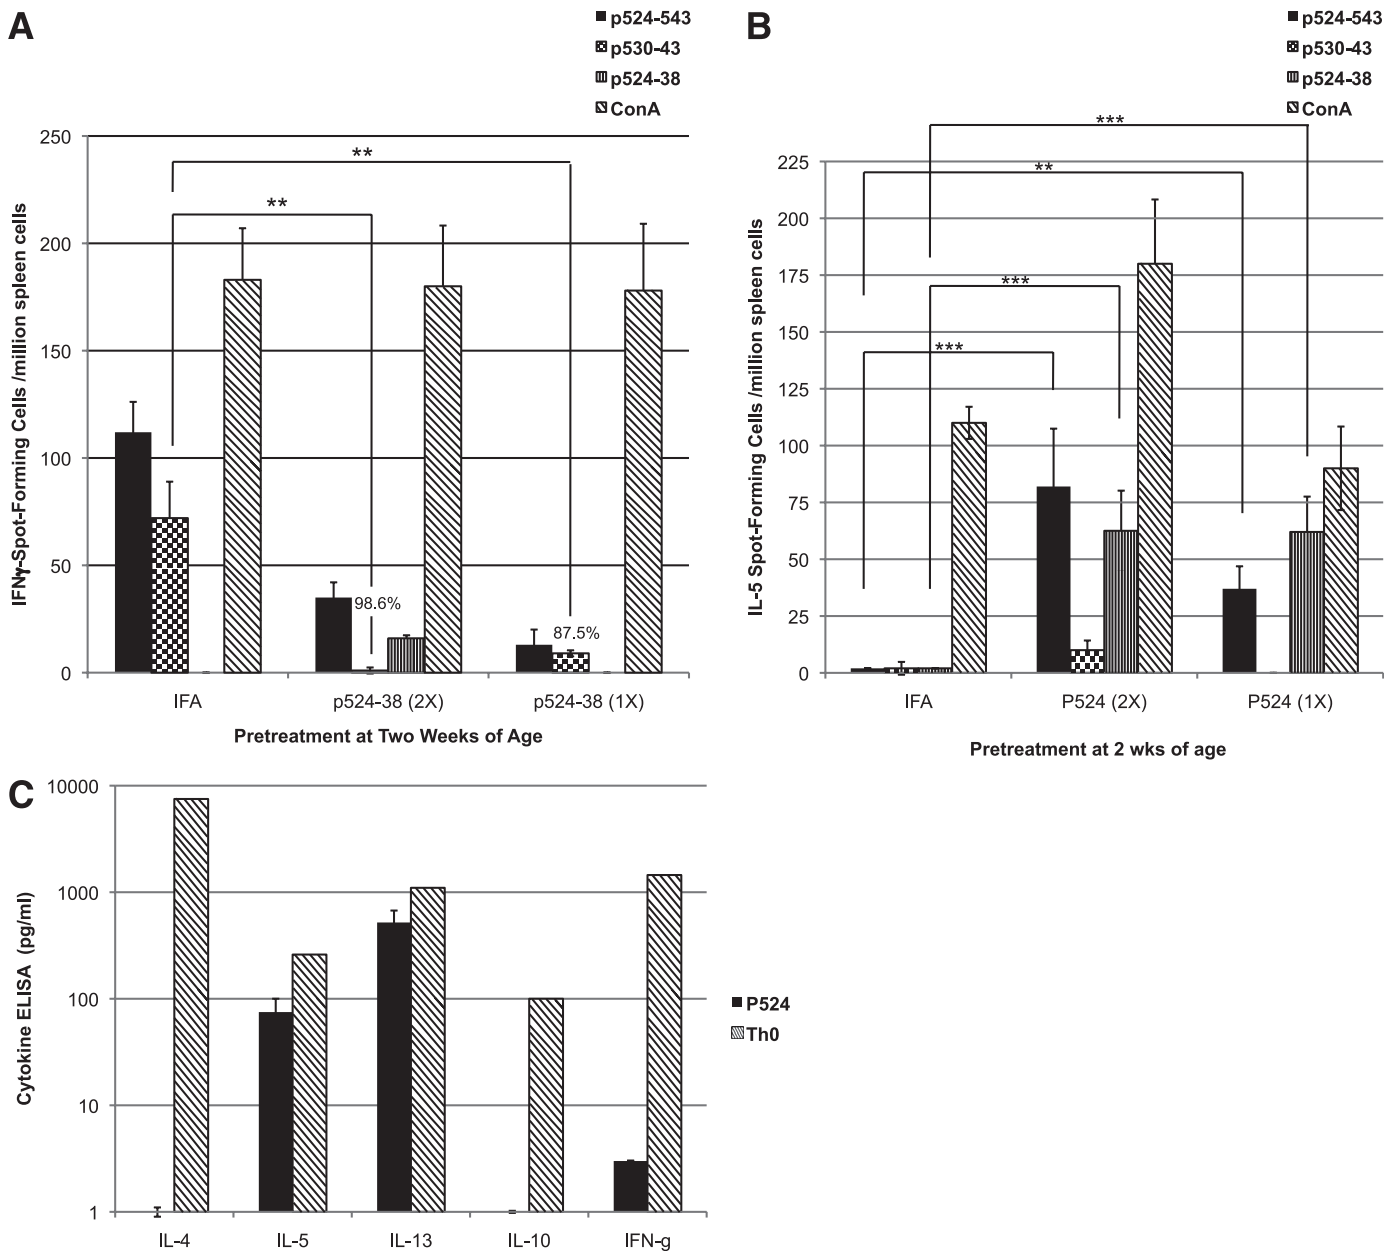 A
p524-543
p530-43
p524-38
ConA
IFNγ-Spot-Forming Cells /million spleen cells
250
200
150
100
50
0
**
**
98.6%
87.5%
IFA
p524-38 (2X)
p524-38 (1X)
Pretreatment at Two Weeks of Age
B
p524-543
p530-43
p524-38
ConA
IL-5 Spot-Forming Cells /million spleen cells
225
200
175
150
125
100
75
50
25
0
***
**
***
***
IFA
P524 (2X)
P524 (1X)
Pretreatment at 2 wks of age
C
Cytokine ELISA (pg/ml)
10000
1000
100
10
1
IL-4
IL-5
IL-13
IL-10
IFN-g
P524
Th0